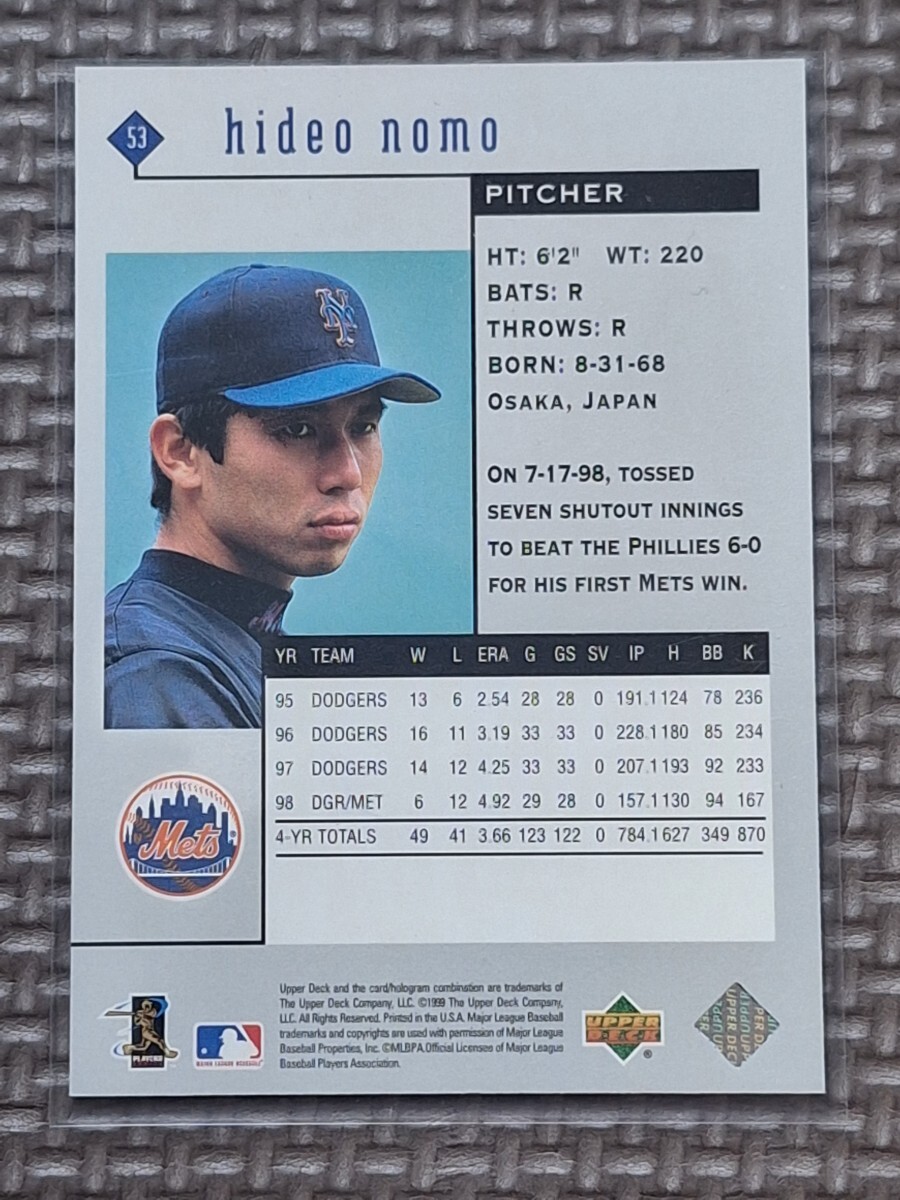 53
hideo nomo
PITCHER
HT: 6'2" WT: 220
BATS: R
THROWS: R
BORN: 8-31-68
OSAKA, JAPAN
ON 7-17-98, TOSSED
SEVEN SHUTOUT INNINGS
TO BEAT THE PHILLIES 6-0
FOR HIS FIRST METS WIN.
NY
YR TEAM W L ERA G GS SV IP H BB K
95 DODGERS 13 6 2.54 28 28 0 191.1 124 78 236
96 DODGERS 16 11 3.19 33 33 0 228.1 180 85 234
97 DODGERS 14 12 4.25 33 33 0 207.1 193 92 233
98 DGR/MET 6 12 4.92 29 28 0 157.1 130 94 167
4-YR TOTALS 49 41 3.66 123 122 0 784.1 627 349 870
Mets
Upper Deck and the card/hologram combination are trademarks of
The Upper Deck Company, LLC. ©1999 The Upper Deck Company,
LLC. All Rights Reserved. Printed in the U.S.A. Major League Baseball
trademarks and copyrights are used with permission of Major League
Baseball Properties, Inc. ©MLBPA Official Licensee of Major League
Baseball Players Association.
PLAYERS
MAJOR LEAGUE BASEBALL
UPPER
DECK
®
UPPER DEC